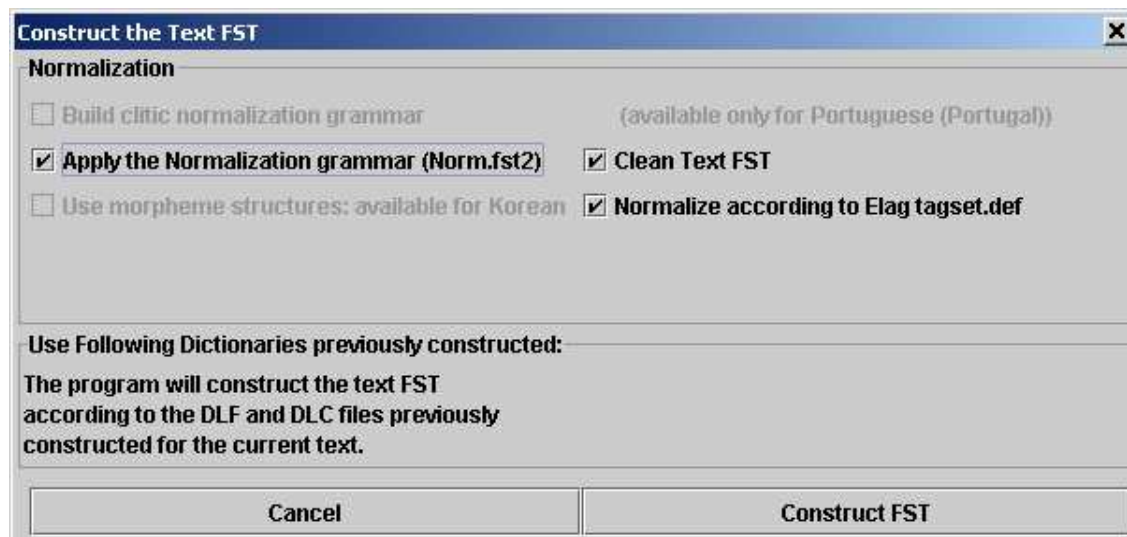 Construct the Text FST
Normalization
Build clitic normalization grammar (available only for Portuguese (Portugal))
Apply the Normalization grammar (Norm.fst2) Clean Text FST
Use morpheme structures: available for Korean Normalize according to Elag tagset.def
Use Following Dictionaries previously constructed:
The program will construct the text FST
according to the DLF and DLC files previously
constructed for the current text.
Cancel Construct FST